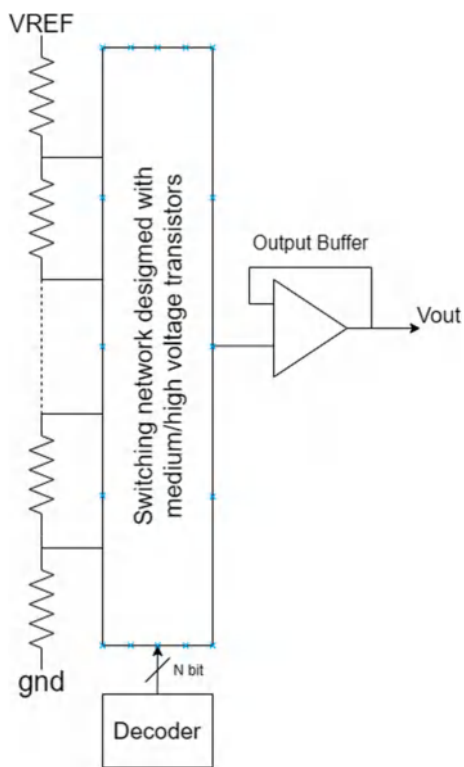 VREF
Switching network desigmed with
medium/high voltage transistors
Output Buffer
Vout
gnd
N bit
Decoder